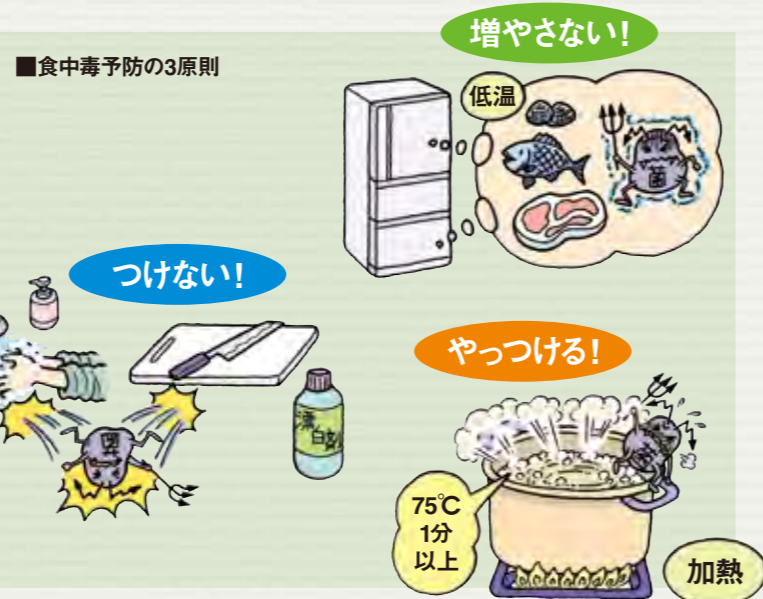 ■食中毒予防の3原則
増やさない!
低温
菌
つけない!
菌
漂
白剤
やっつける!
75℃
1分
以上
加熱